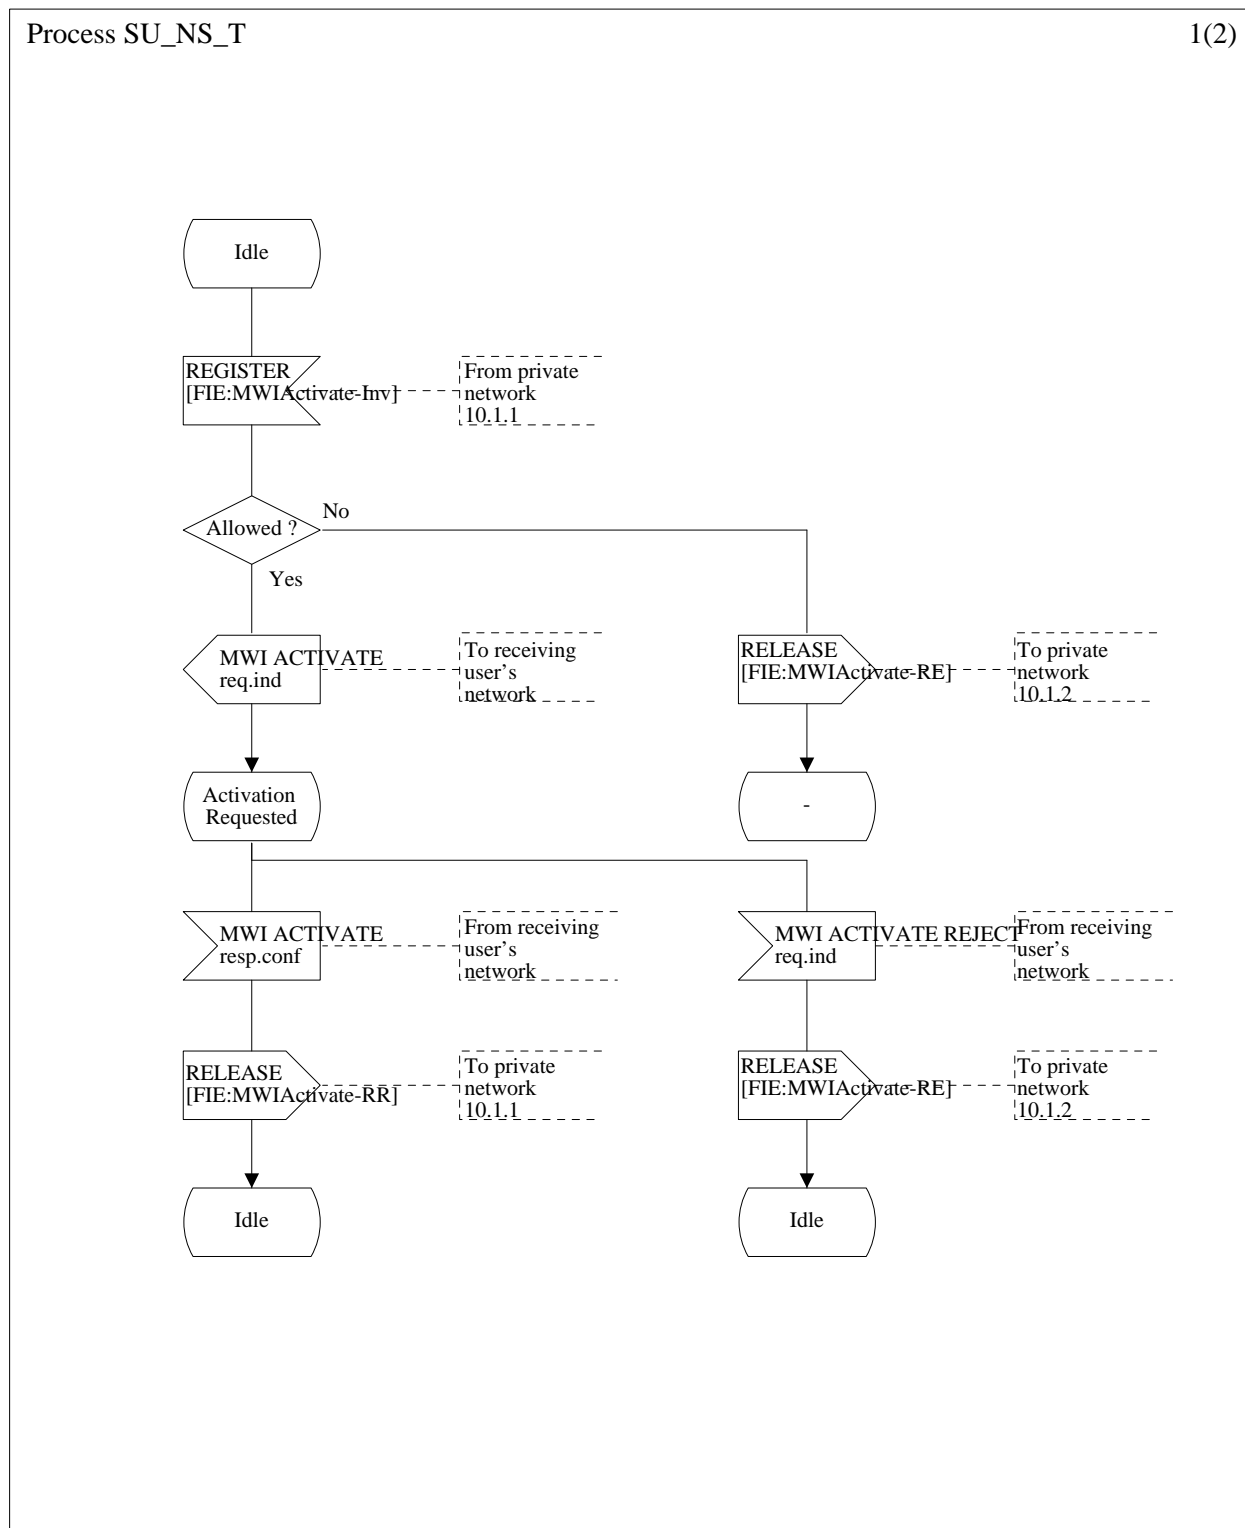 Process SU_NS_T
1(2)
Idle
REGISTER
[FIE:MWIActivate-Inv]
From private
network
10.1.1
Allowed ?
No
Yes
MWI ACTIVATE
req.ind
To receiving
user's
network
RELEASE
[FIE:MWIActivate-RE]
To private
network
10.1.2
Activation
Requested
-
MWI ACTIVATE
resp.conf
From receiving
user's
network
MWI ACTIVATE REJECT
req.ind
From receiving
user's
network
RELEASE
[FIE:MWIActivate-RR]
To private
network
10.1.1
RELEASE
[FIE:MWIActivate-RE]
To private
network
10.1.2
Idle
Idle